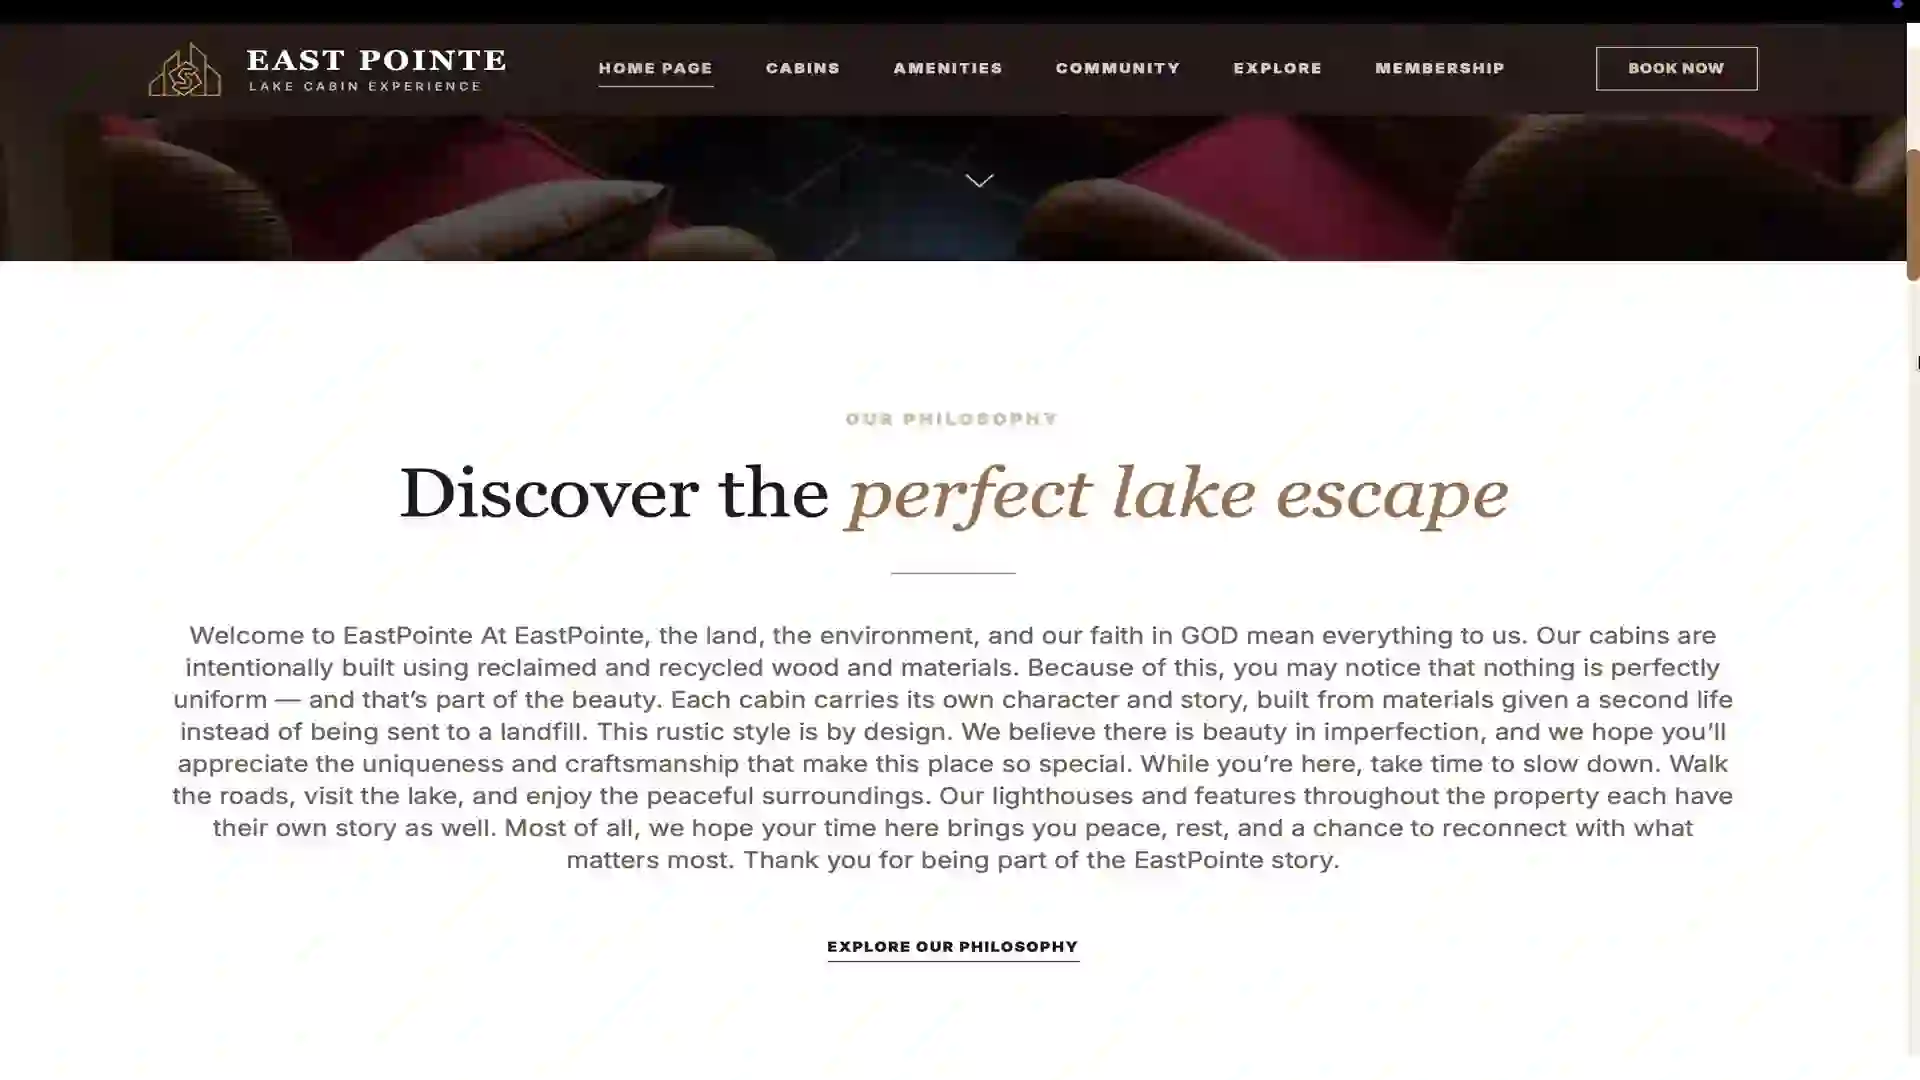 EAST POINTE
LAKE CABIN EXPERIENCE
HOME PAGE
CABINS
AMENITIES
COMMUNITY
EXPLORE
MEMBERSHIP
BOOK NOW
OUR PHILOSOPHY
Discover the perfect lake escape
Welcome to EastPointe At EastPointe, the land, the environment, and our faith in GOD mean everything to us. Our cabins are
intentionally built using reclaimed and recycled wood and materials. Because of this, you may notice that nothing is perfectly
uniform — and that’s part of the beauty. Each cabin carries its own character and story, built from materials given a second life
instead of being sent to a landfill. This rustic style is by design. We believe there is beauty in imperfection, and we hope you’ll
appreciate the uniqueness and craftsmanship that make this place so special. While you’re here, take time to slow down. Walk
the roads, visit the lake, and enjoy the peaceful surroundings. Our lighthouses and features throughout the property each have
their own story as well. Most of all, we hope your time here brings you peace, rest, and a chance to reconnect with what
matters most. Thank you for being part of the EastPointe story.
EXPLORE OUR PHILOSOPHY